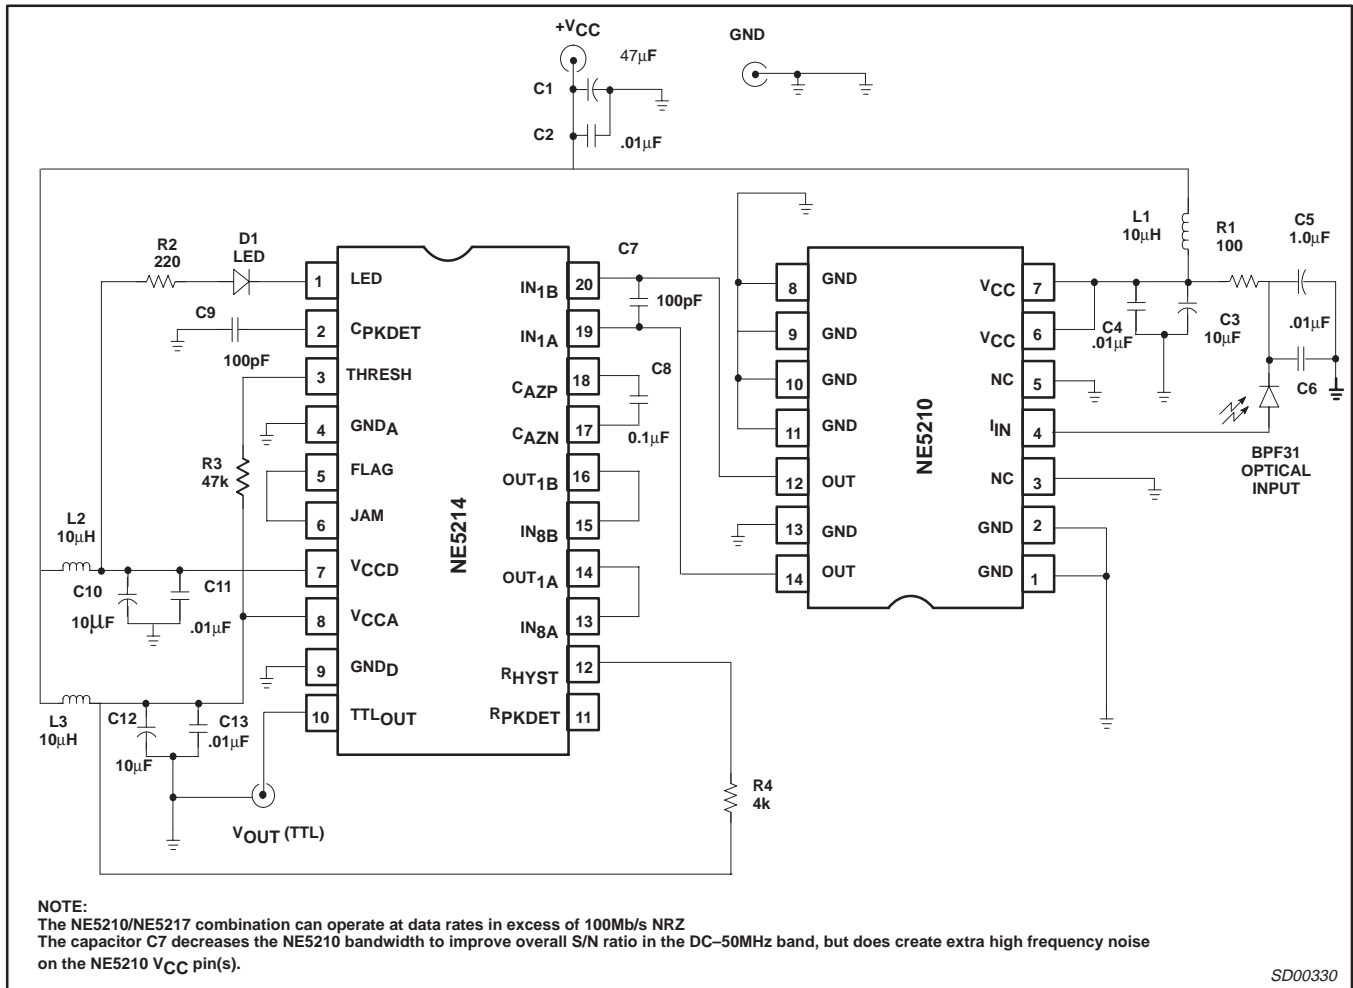 +VCC
GND
47μF
C1
C2
.01μF
L1
10μH
R1
100
C5
1.0μF
R2
220
D1
LED
C9
100pF
R3
47k
L2
10μH
C10
10μF
C11
.01μF
L3
10μH
C12
10μF
C13
.01μF
VOUT (TTL)
1
LED
2
CPKDET
3
THRESH
4
GNDA
5
FLAG
6
JAM
7
VCCD
8
VCCA
9
GNDD
10
TTLOUT
NE5214
IN1B
20
IN1A
19
CAZP
18
CAZN
17
OUT1B
16
IN8B
15
OUT1A
14
IN8A
13
RHYST
12
RPKDET
11
C7
100pF
C8
0.1μF
R4
4k
8
GND
9
GND
10
GND
11
GND
12
OUT
13
GND
14
OUT
NE5210
VCC
7
VCC
6
NC
5
IIN
4
NC
3
GND
2
GND
1
C4
.01μF
C3
10μF
.01μF
C6
BPF31
OPTICAL
INPUT
NOTE:
The NE5210/NE5217 combination can operate at data rates in excess of 100Mb/s NRZ
The capacitor C7 decreases the NE5210 bandwidth to improve overall S/N ratio in the DC–50MHz band, but does create extra high frequency noise
on the NE5210 VCC pin(s).
SD00330